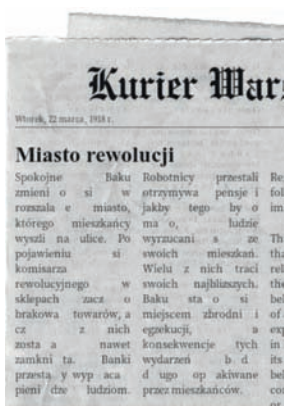 Kurier Wars
Wtorek, 22 marca, 1918 r.
Miasto rewolucji
Spokojne Baku
zmieni o si w
rozszala e miasto,
którego mieszkańcy
wyszli na ulice. Po
pojawieniu si
komisarza
rewolucyjnego w
sklepach zacz o
brakowa towarów, a
cz z nich
zosta a nawet
zamkni ta. Banki
przesta y wyp aca
pieni dze ludziom.
Robotnicy przestali
otrzymywa pensje i
jakby tego by o
ma o, ludzie
wyrzucani s ze
swoich mieszkań.
Wielu z nich traci
swoich najbliższych.
Baku sta o si
miejscem zbrodni i
egzekucji, a
konsekwencje tych
wydarzeń b d
d ugo op akiwane
przez mieszkańców.